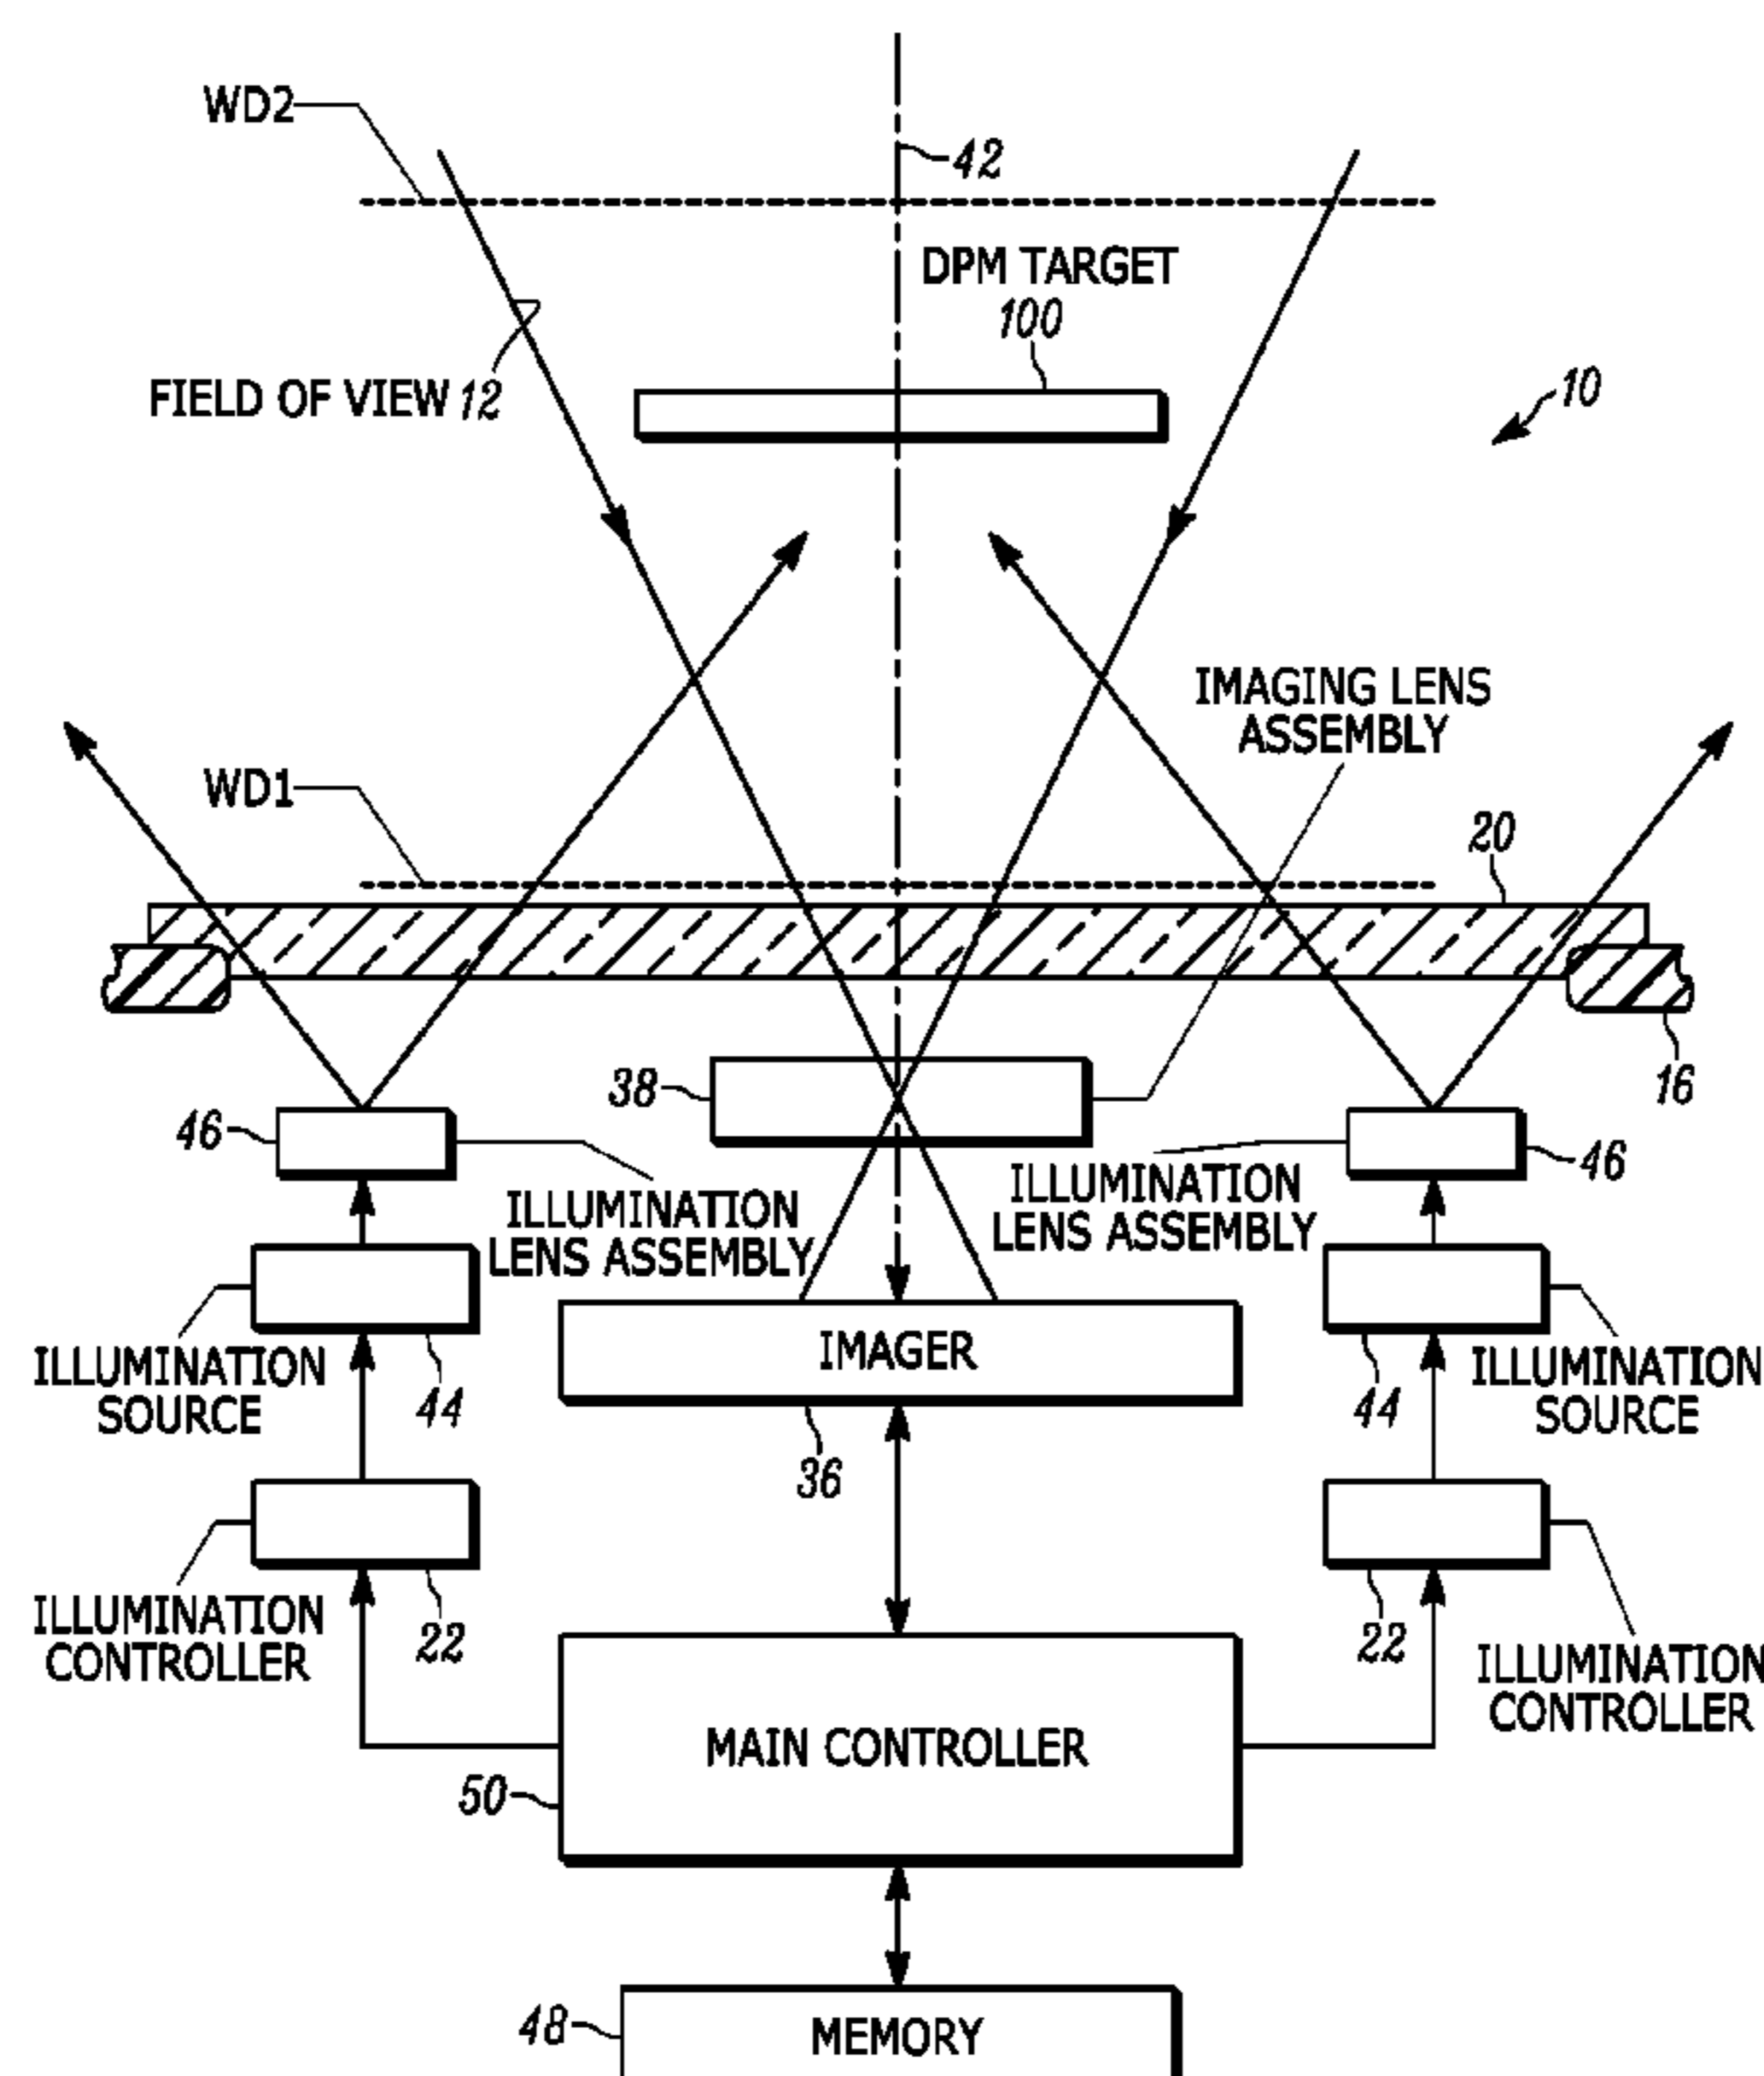 WD2
42
DPM TARGET
100
FIELD OF VIEW 12
10
IMAGING LENS
ASSEMBLY
WD1
20
38
16
46
46
ILLUMINATION
LENS ASSEMBLY
ILLUMINATION
LENS ASSEMBLY
ILLUMINATION
SOURCE
44
IMAGER
44
ILLUMINATION
SOURCE
36
ILLUMINATION
CONTROLLER
22
22
ILLUMINATION
CONTROLLER
MAIN CONTROLLER
50
48
MEMORY